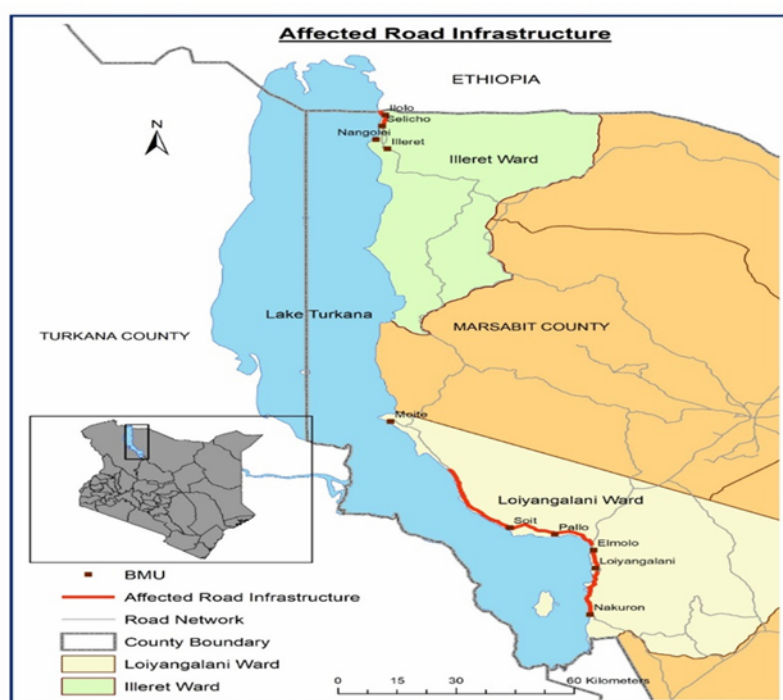 Affected Road Infrastructure
ETHIOPIA
N
Ilolo
Selicho
Nangolei
Illeret
Illeret Ward
Lake Turkana
TURKANA COUNTY
MARSABIT COUNTY
Moite
Loiyangalani Ward
Soit
Pallo
Elmolo
Loiyangalani
Nakuron
BMU
Affected Road Infrastructure
Road Network
County Boundary
Loiyangalani Ward
Illeret Ward
0 15 30 60 Kilometers